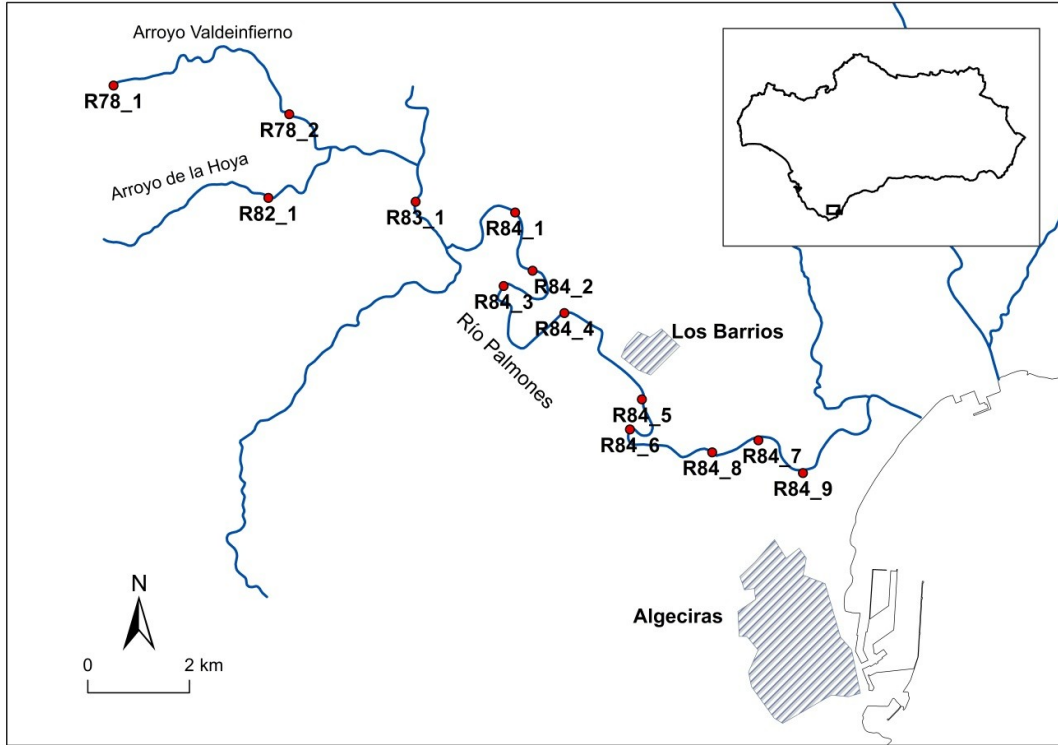 Arroyo Valdeinfierno
R78_1
R78_2
Arroyo de la Hoya
R82_1
R83_1
R84_1
R84_2
R84_3
R84_4
Río Palmones
Los Barrios
R84_5
R84_6
R84_7
R84_8
R84_9
Algeciras
N
0 2 km